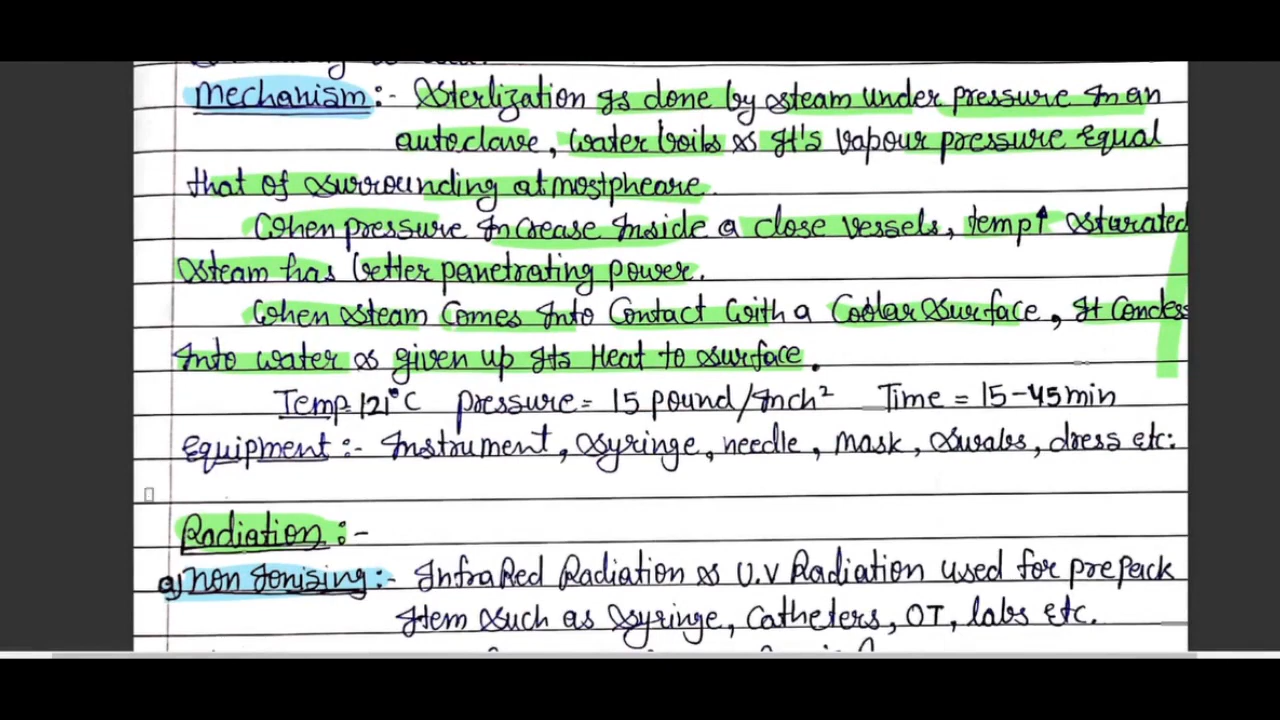 Mechanism:- Sterlization is done by steam under pressure in an
autoclave, water boils & It's vapour pressure Equal
that of surrounding atmostpheare.
When pressure Increase Inside a close vessels, temp↑ sturated
steam has better panetrating power.
When steam Comes Into Contact With a Cooler Surface, It Condess
Into water & given up Its Heat to surface.
Temp=121°C pressure = 15 pound/Inch² Time = 15-45min
Equipment :- Instrument, Syringe, needle, mask, Swabs, dress etc.
Radiation :-
a) Non Ionising:- InfraRed Radiation & U.V Radiation used for prepack
Item Such as Syringe, Catheters, OT, labs etc.